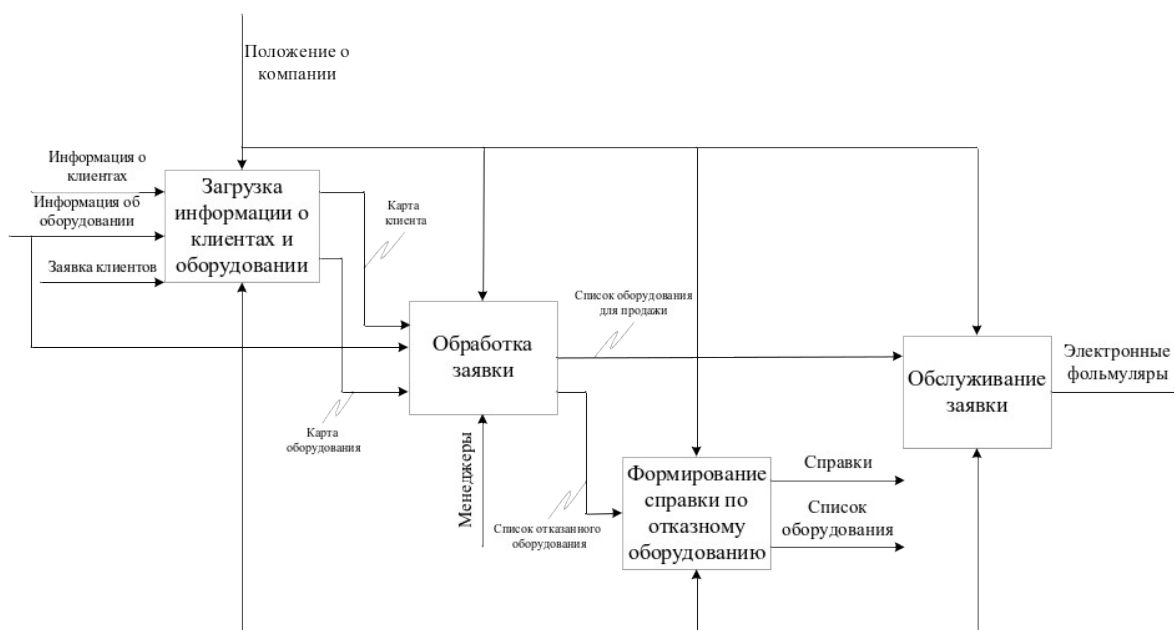 Положение о
компании
Информация о
клиентах
Информация об
оборудовании
Заявка клиентов
Загрузка
информации о
клиентах и
оборудовании
Карта
клиента
Карта
оборудования
Обработка
заявки
Менеджеры
Список оборудования
для продажи
Список отказанного
оборудования
Формирование
справки по
отказному
оборудованию
Справки
Список
оборудования
Обслуживание
заявки
Электронные
фольмуляры